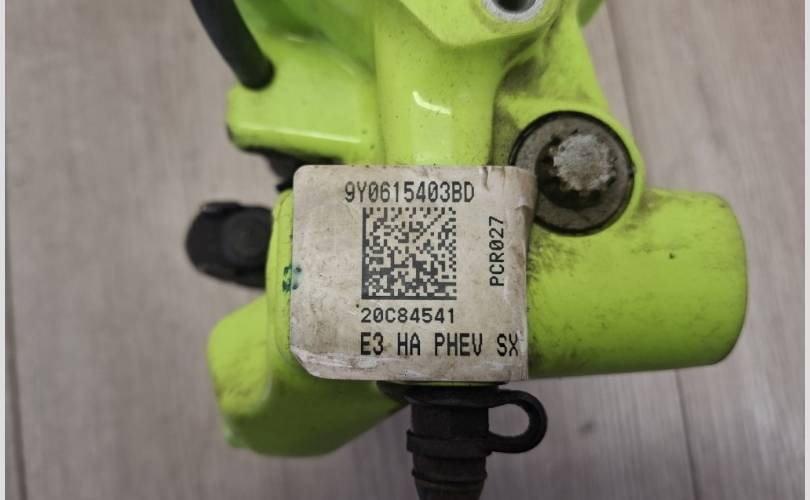 9Y0615403BD
PCR027
20C84541
E3 HA PHEV SX